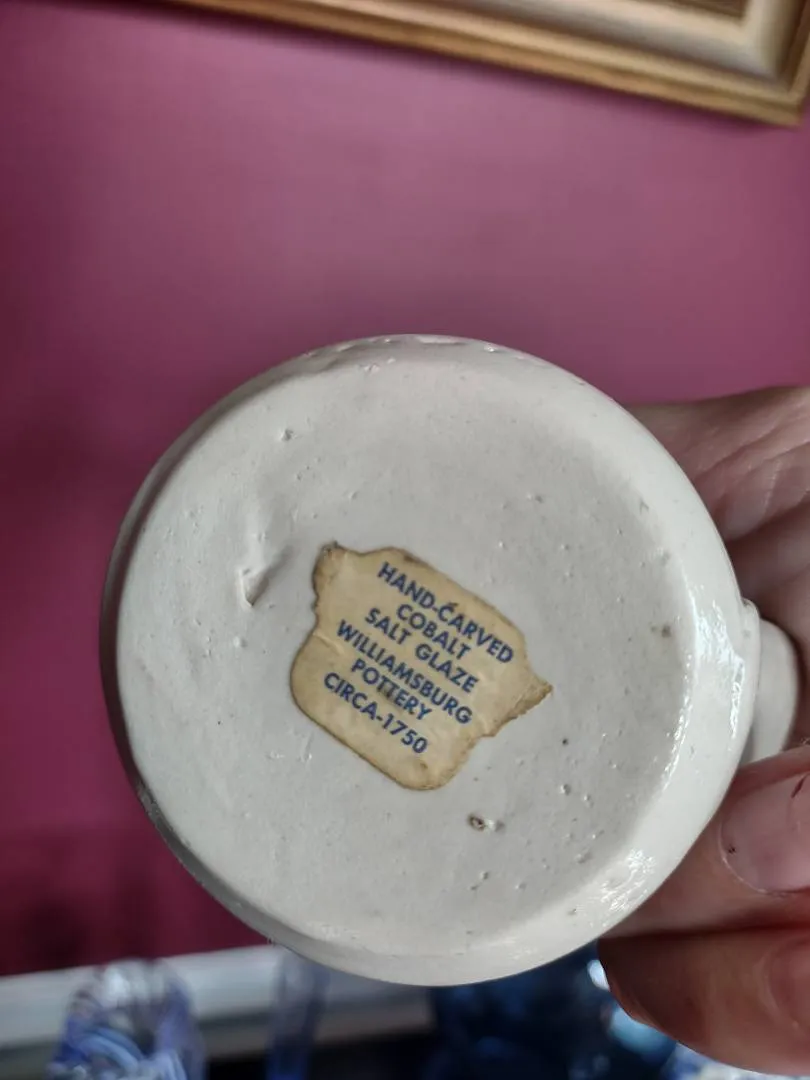 HAND-CARVED
COBALT
SALT GLAZE
WILLIAMSBURG
POTTERY
CIRCA-1750